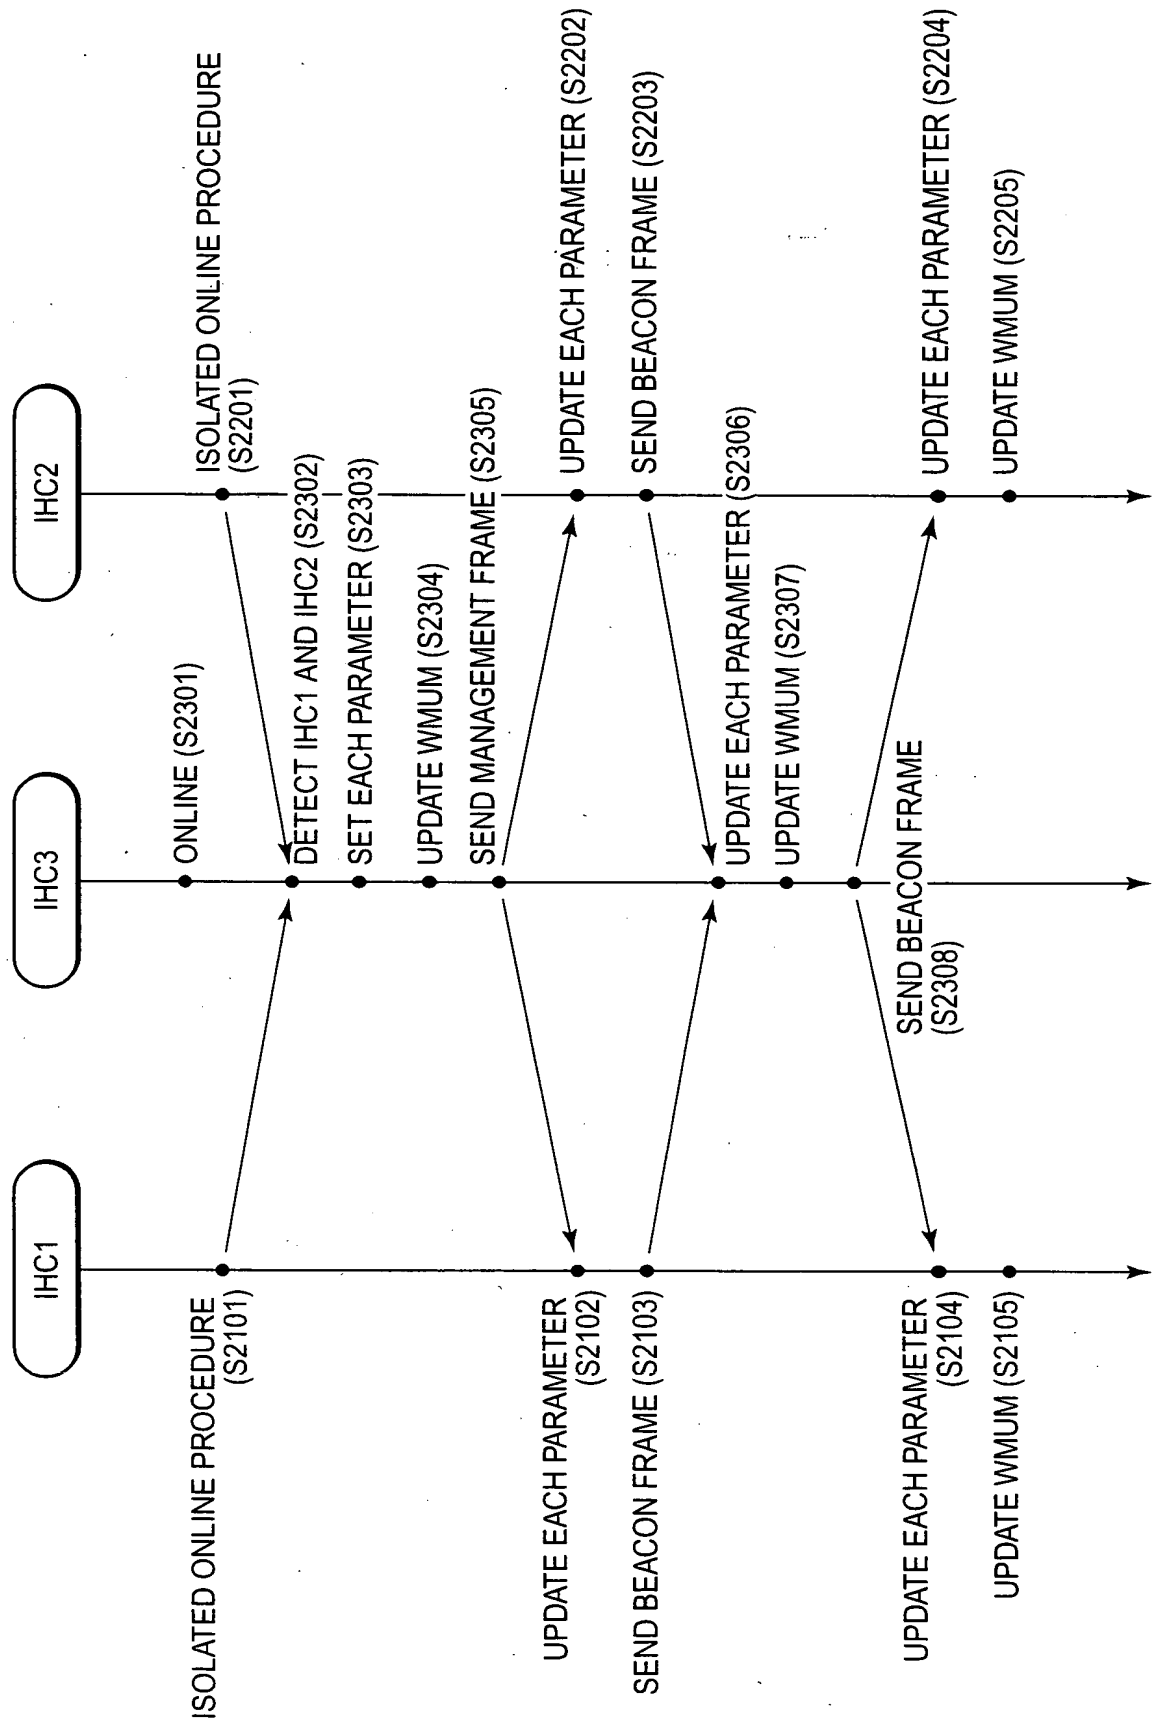 IHC1
IHC3
IHC2
ONLINE (S2301)
ISOLATED ONLINE PROCEDURE
(S2101)
ISOLATED ONLINE PROCEDURE
(S2201)
DETECT IHC1 AND IHC2 (S2302)
SET EACH PARAMETER (S2303)
UPDATE WMUM (S2304)
SEND MANAGEMENT FRAME (S2305)
UPDATE EACH PARAMETER
(S2102)
UPDATE EACH PARAMETER (S2202)
SEND BEACON FRAME (S2103)
SEND BEACON FRAME (S2203)
UPDATE EACH PARAMETER (S2306)
UPDATE WMUM (S2307)
SEND BEACON FRAME
(S2308)
UPDATE EACH PARAMETER
(S2104)
UPDATE EACH PARAMETER (S2204)
UPDATE WMUM (S2105)
UPDATE WMUM (S2205)